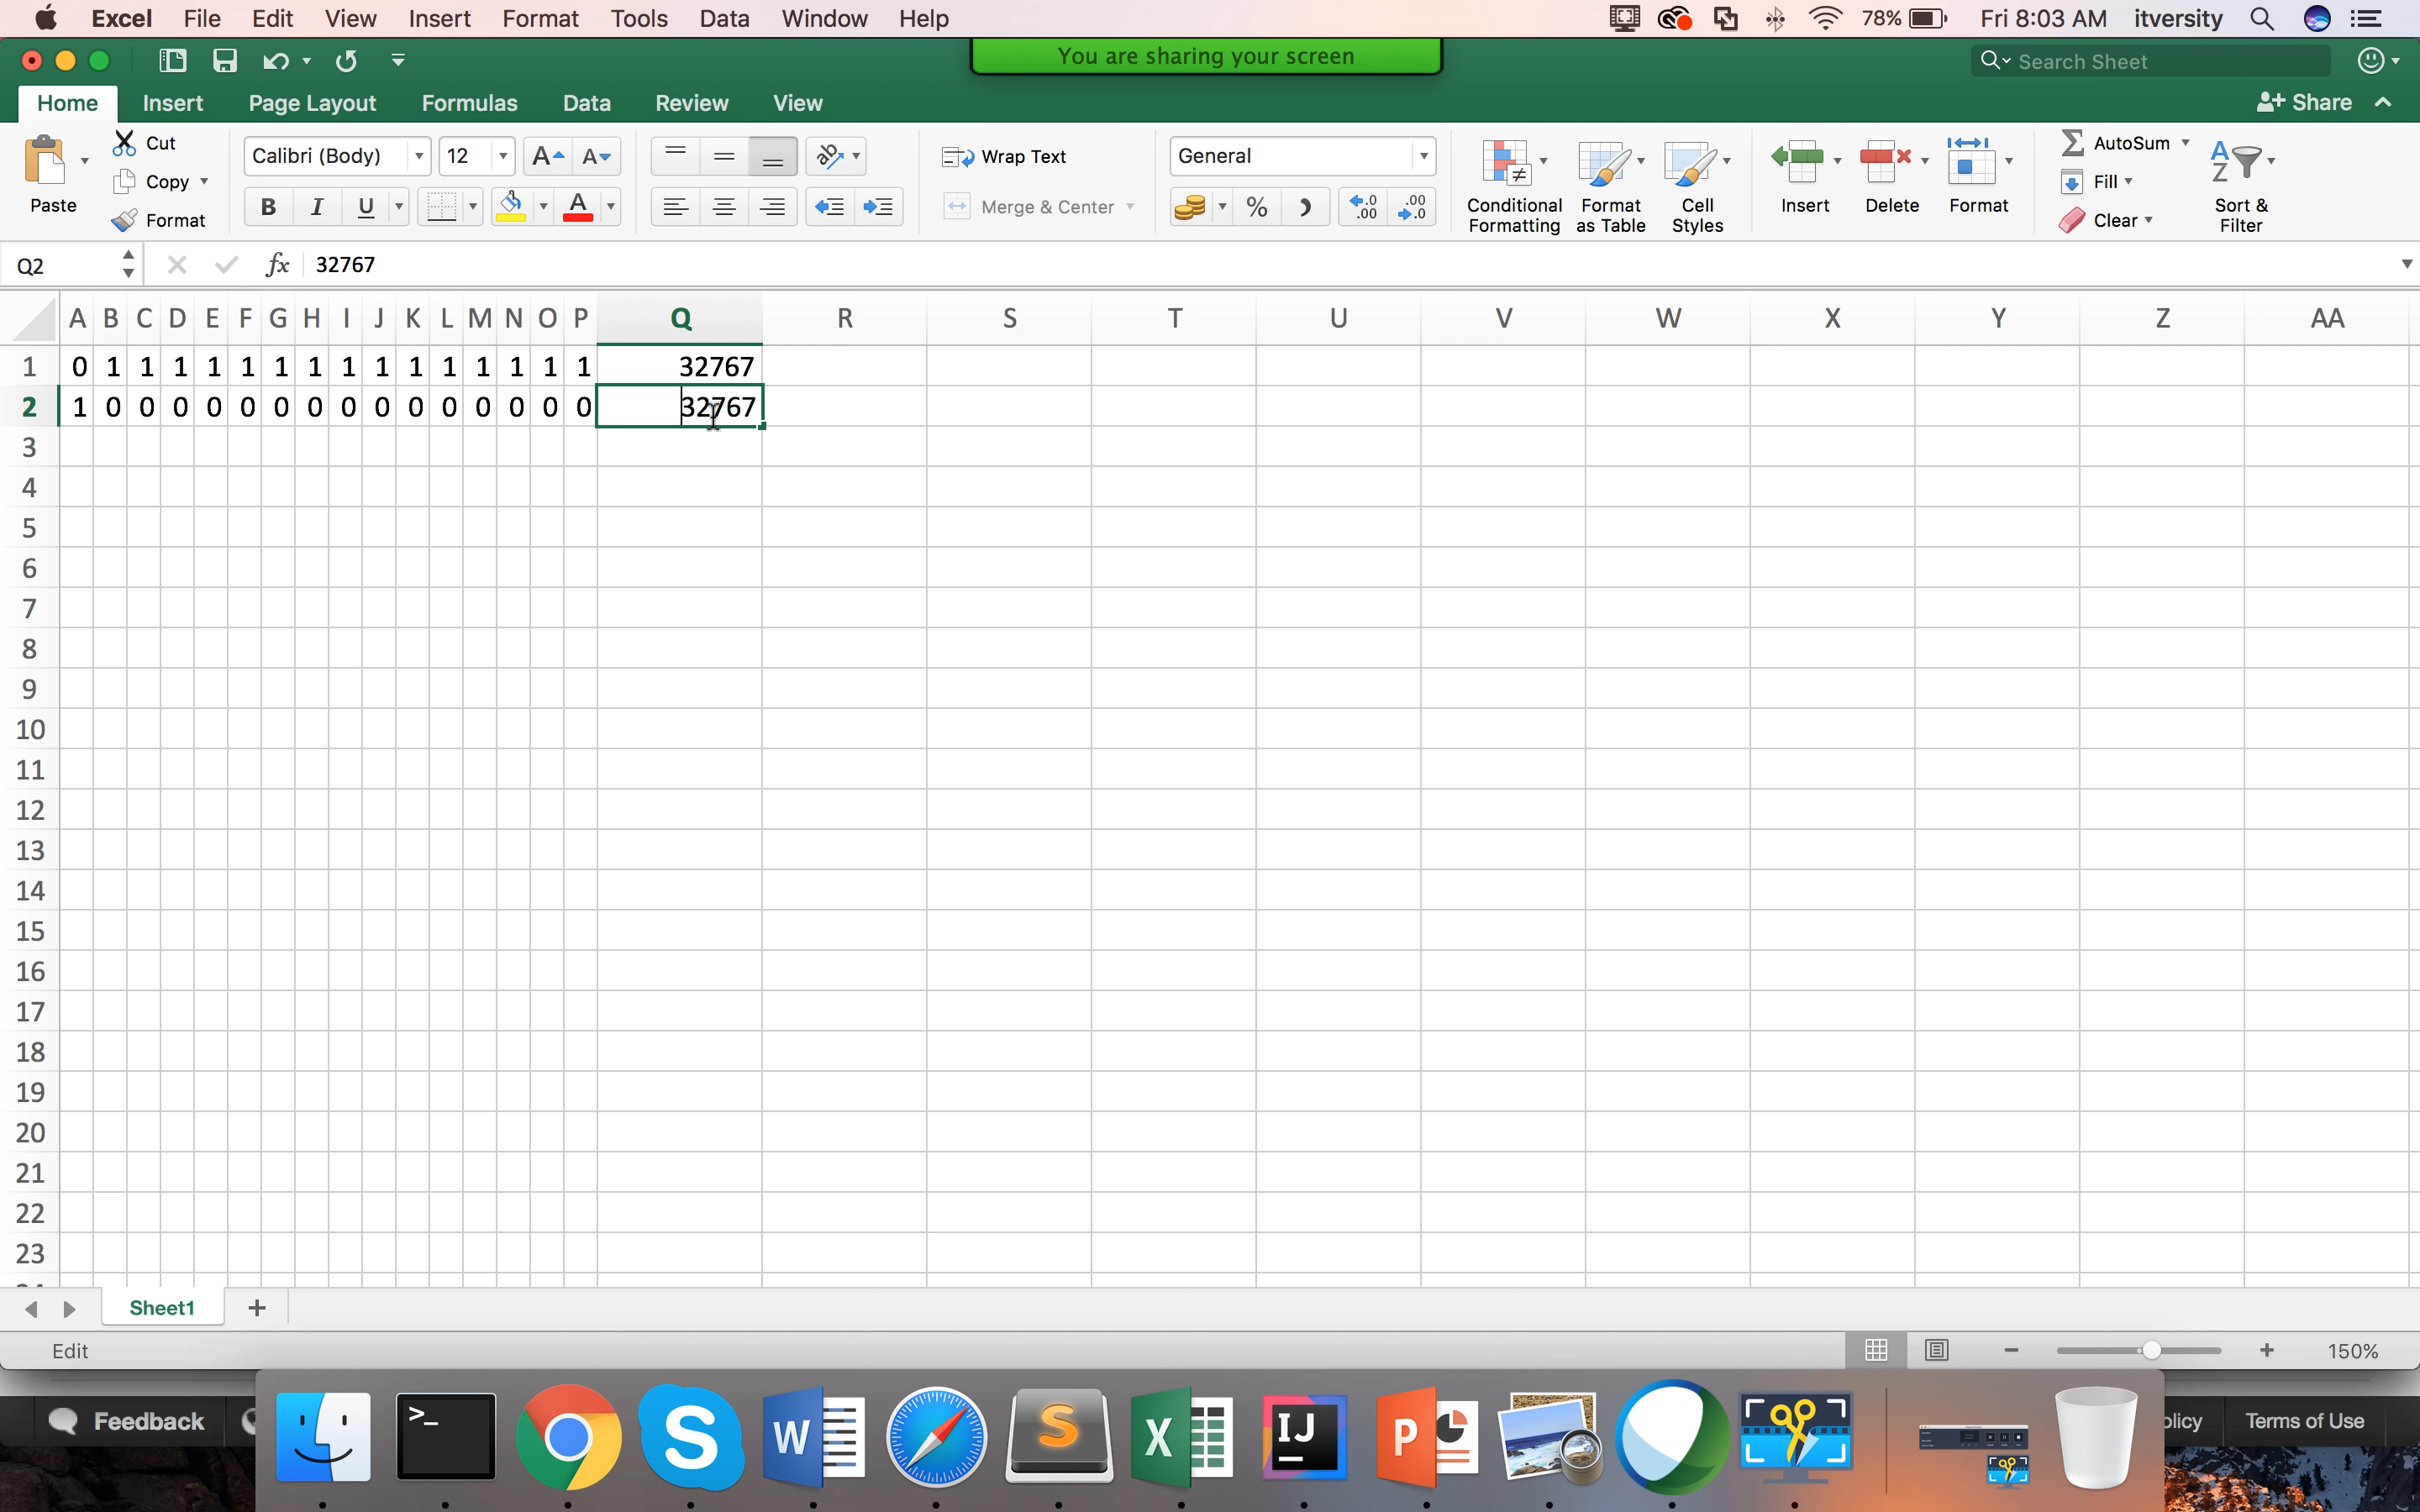 Excel File Edit View Insert Format Tools Data Window Help 78% Fri 8:03 AM itversity
You are sharing your screen
Search Sheet
Home Insert Page Layout Formulas Data Review View Share
Paste Cut Copy Format
Calibri (Body) 12
Wrap Text
Merge & Center
General
Conditional Formatting
Format as Table
Cell Styles
Insert Delete Format
AutoSum
Fill
Clear
Sort & Filter
Q2 fx 32767
A B C D E F G H I J K L M N O P Q R S T U V W X Y Z AA
1 0 1 1 1 1 1 1 1 1 1 1 1 1 1 1 1 32767
2 1 0 0 0 0 0 0 0 0 0 0 0 0 0 0 0 32767
3
4
5
6
7
8
9
10
11
12
13
14
15
16
17
18
19
20
21
22
23
Sheet1 +
Edit 150%
Feedback Terms of Use